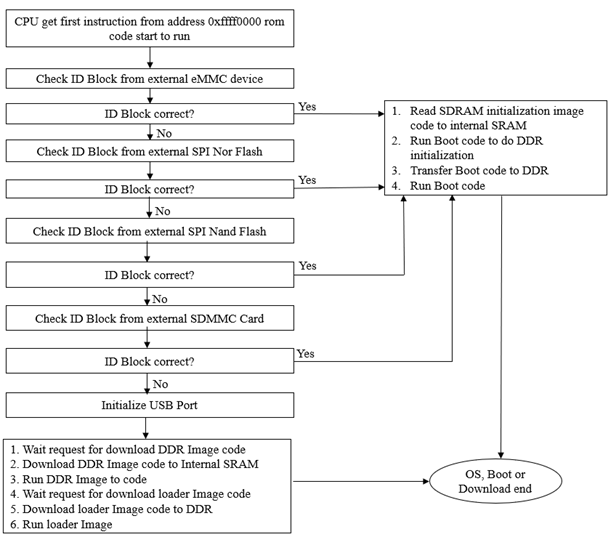 CPU get first instruction from address 0xffff0000 rom
code start to run
Check ID Block from external eMMC device
ID Block correct?
Yes
No
Check ID Block from external SPI Nor Flash
ID Block correct?
Yes
No
Check ID Block from external SPI Nand Flash
ID Block correct?
Yes
No
Check ID Block from external SDMMC Card
ID Block correct?
Yes
No
Initialize USB Port
1. Wait request for download DDR Image code
2. Download DDR Image code to Internal SRAM
3. Run DDR Image to code
4. Wait request for download loader Image code
5. Download loader Image code to DDR
6. Run loader Image
1. Read SDRAM initialization image
code to internal SRAM
2. Run Boot code to do DDR
initialization
3. Transfer Boot code to DDR
4. Run Boot code
OS, Boot or
Download end